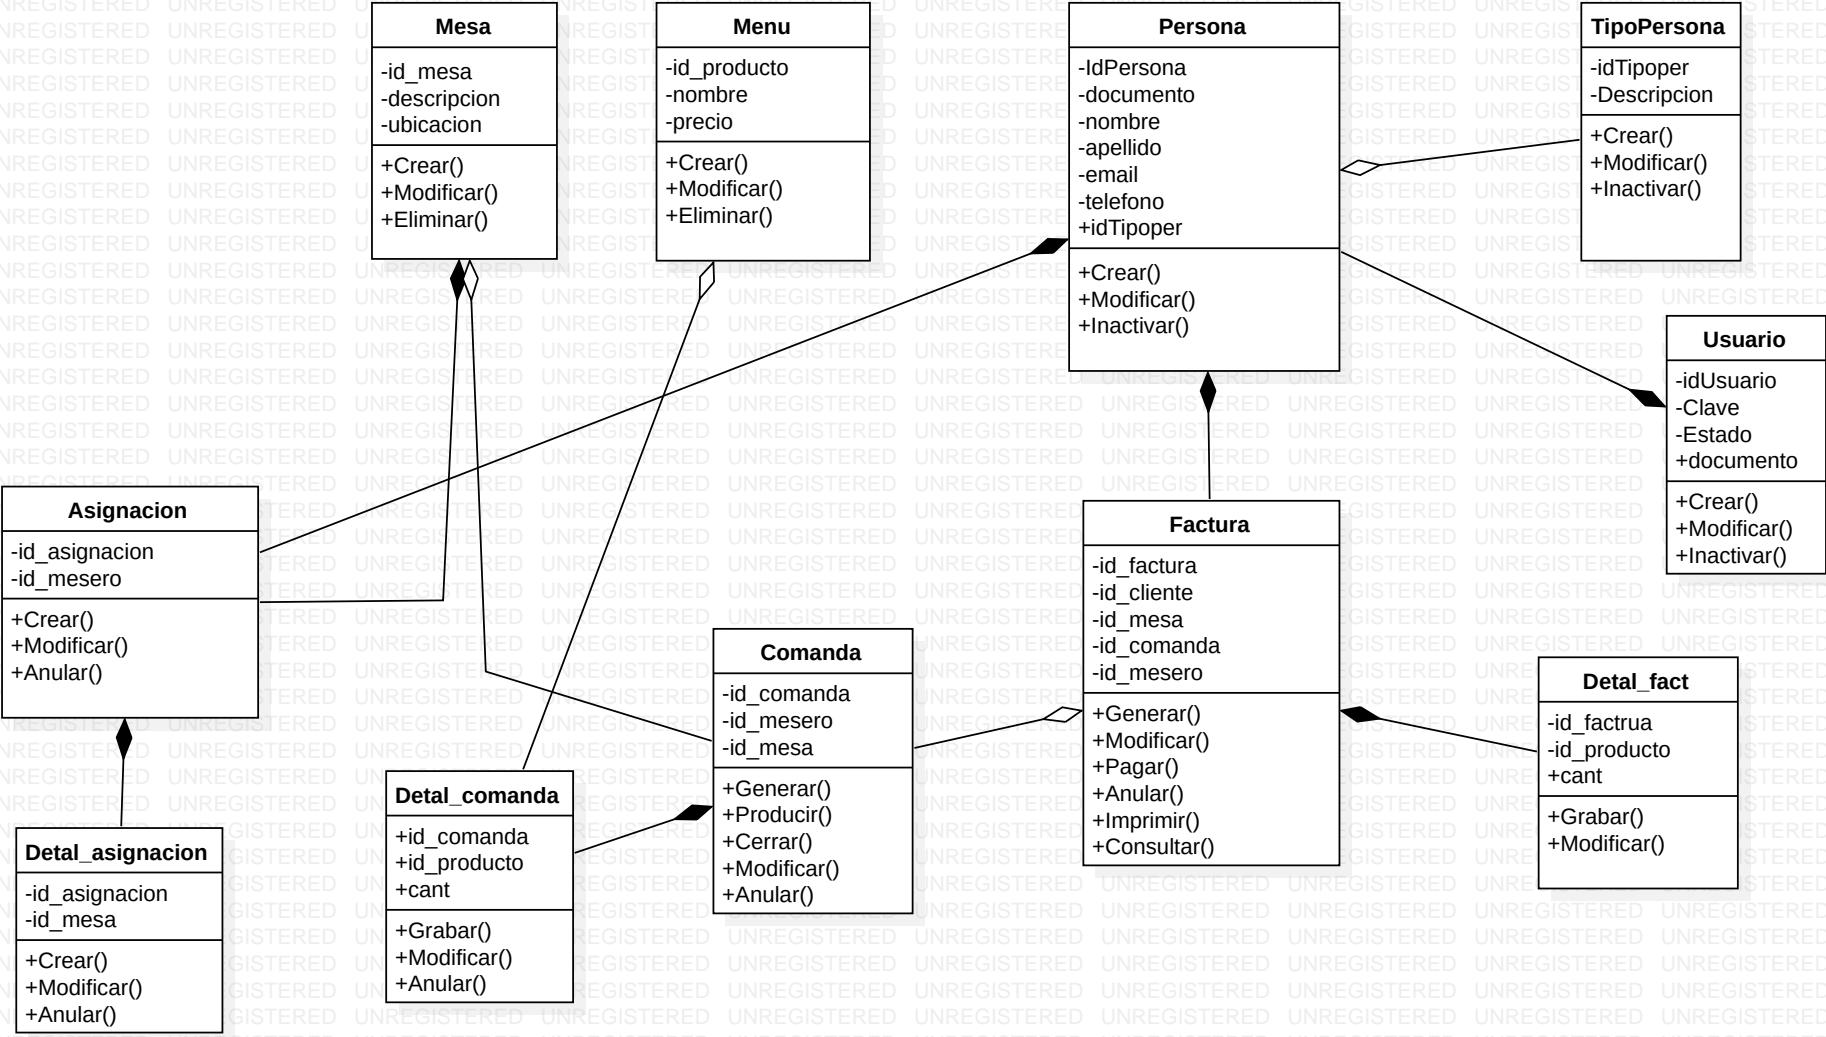 Mesa
-id_mesa
-descripcion
-ubicacion
+Crear()
+Modificar()
+Eliminar()
Menu
-id_producto
-nombre
-precio
+Crear()
+Modificar()
+Eliminar()
Persona
-IdPersona
-documento
-nombre
-apellido
-email
-telefono
+idTipoper
+Crear()
+Modificar()
+Inactivar()
TipoPersona
-idTipoper
-Descripcion
+Crear()
+Modificar()
+Inactivar()
Usuario
-idUsuario
-Clave
-Estado
+documento
+Crear()
+Modificar()
+Inactivar()
Asignacion
-id_asignacion
-id_mesero
+Crear()
+Modificar()
+Anular()
Factura
-id_factura
-id_cliente
-id_mesa
-id_comanda
-id_mesero
+Generar()
+Modificar()
+Pagar()
+Anular()
+Imprimir()
+Consultar()
Comanda
-id_comanda
-id_mesero
-id_mesa
+Generar()
+Producir()
+Cerrar()
+Modificar()
+Anular()
Detal_fact
-id_factrua
-id_producto
+cant
+Grabar()
+Modificar()
Detal_comanda
+id_comanda
+id_producto
+cant
+Grabar()
+Modificar()
+Anular()
Detal_asignacion
-id_asignacion
-id_mesa
+Crear()
+Modificar()
+Anular()
UNREGISTERED